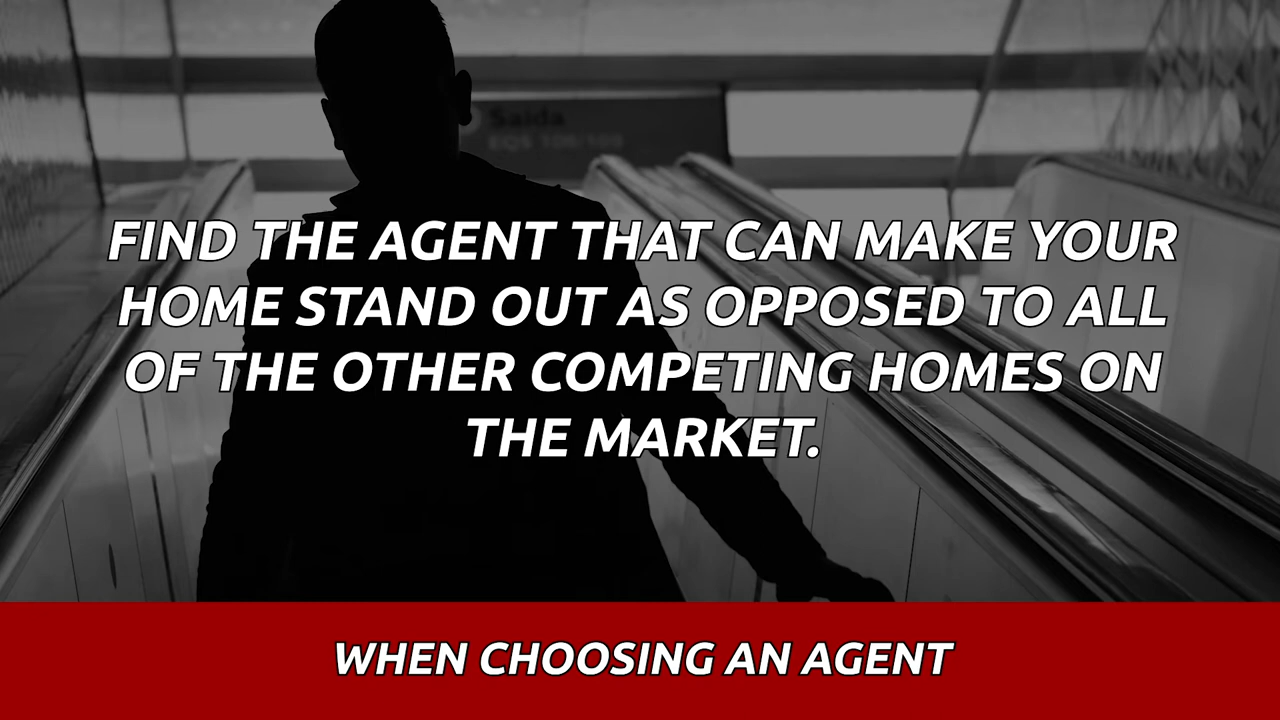 Saída
FIND THE AGENT THAT CAN MAKE YOUR
HOME STAND OUT AS OPPOSED TO ALL
OF THE OTHER COMPETING HOMES ON
THE MARKET.
WHEN CHOOSING AN AGENT